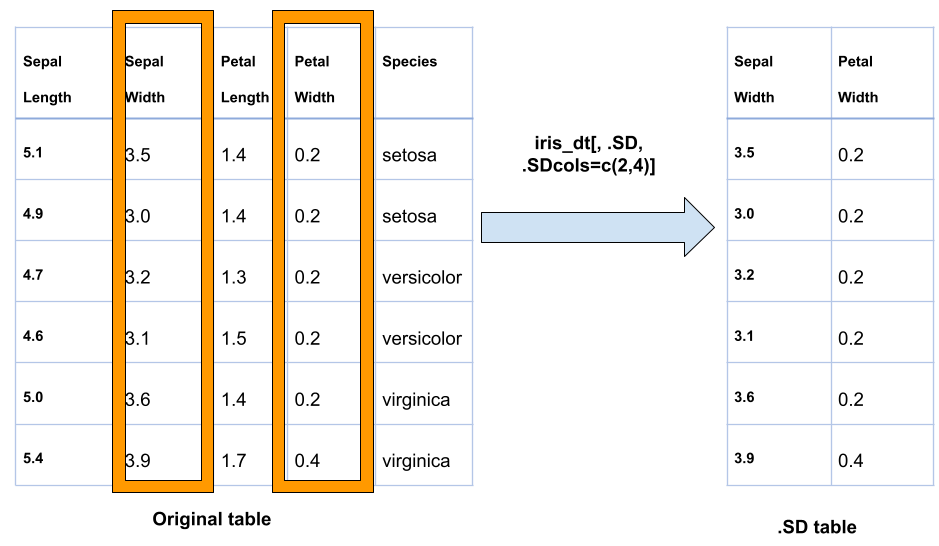 Sepal Sepal Petal Petal Species
Length Width Length Width
5.1 3.5 1.4 0.2 setosa
4.9 3.0 1.4 0.2 setosa
4.7 3.2 1.3 0.2 versicolor
4.6 3.1 1.5 0.2 versicolor
5.0 3.6 1.4 0.2 virginica
5.4 3.9 1.7 0.4 virginica
Original table
iris_dt[, .SD,
.SDcols=c(2,4)]
Sepal Petal
Width Width
3.5 0.2
3.0 0.2
3.2 0.2
3.1 0.2
3.6 0.2
3.9 0.4
.SD table